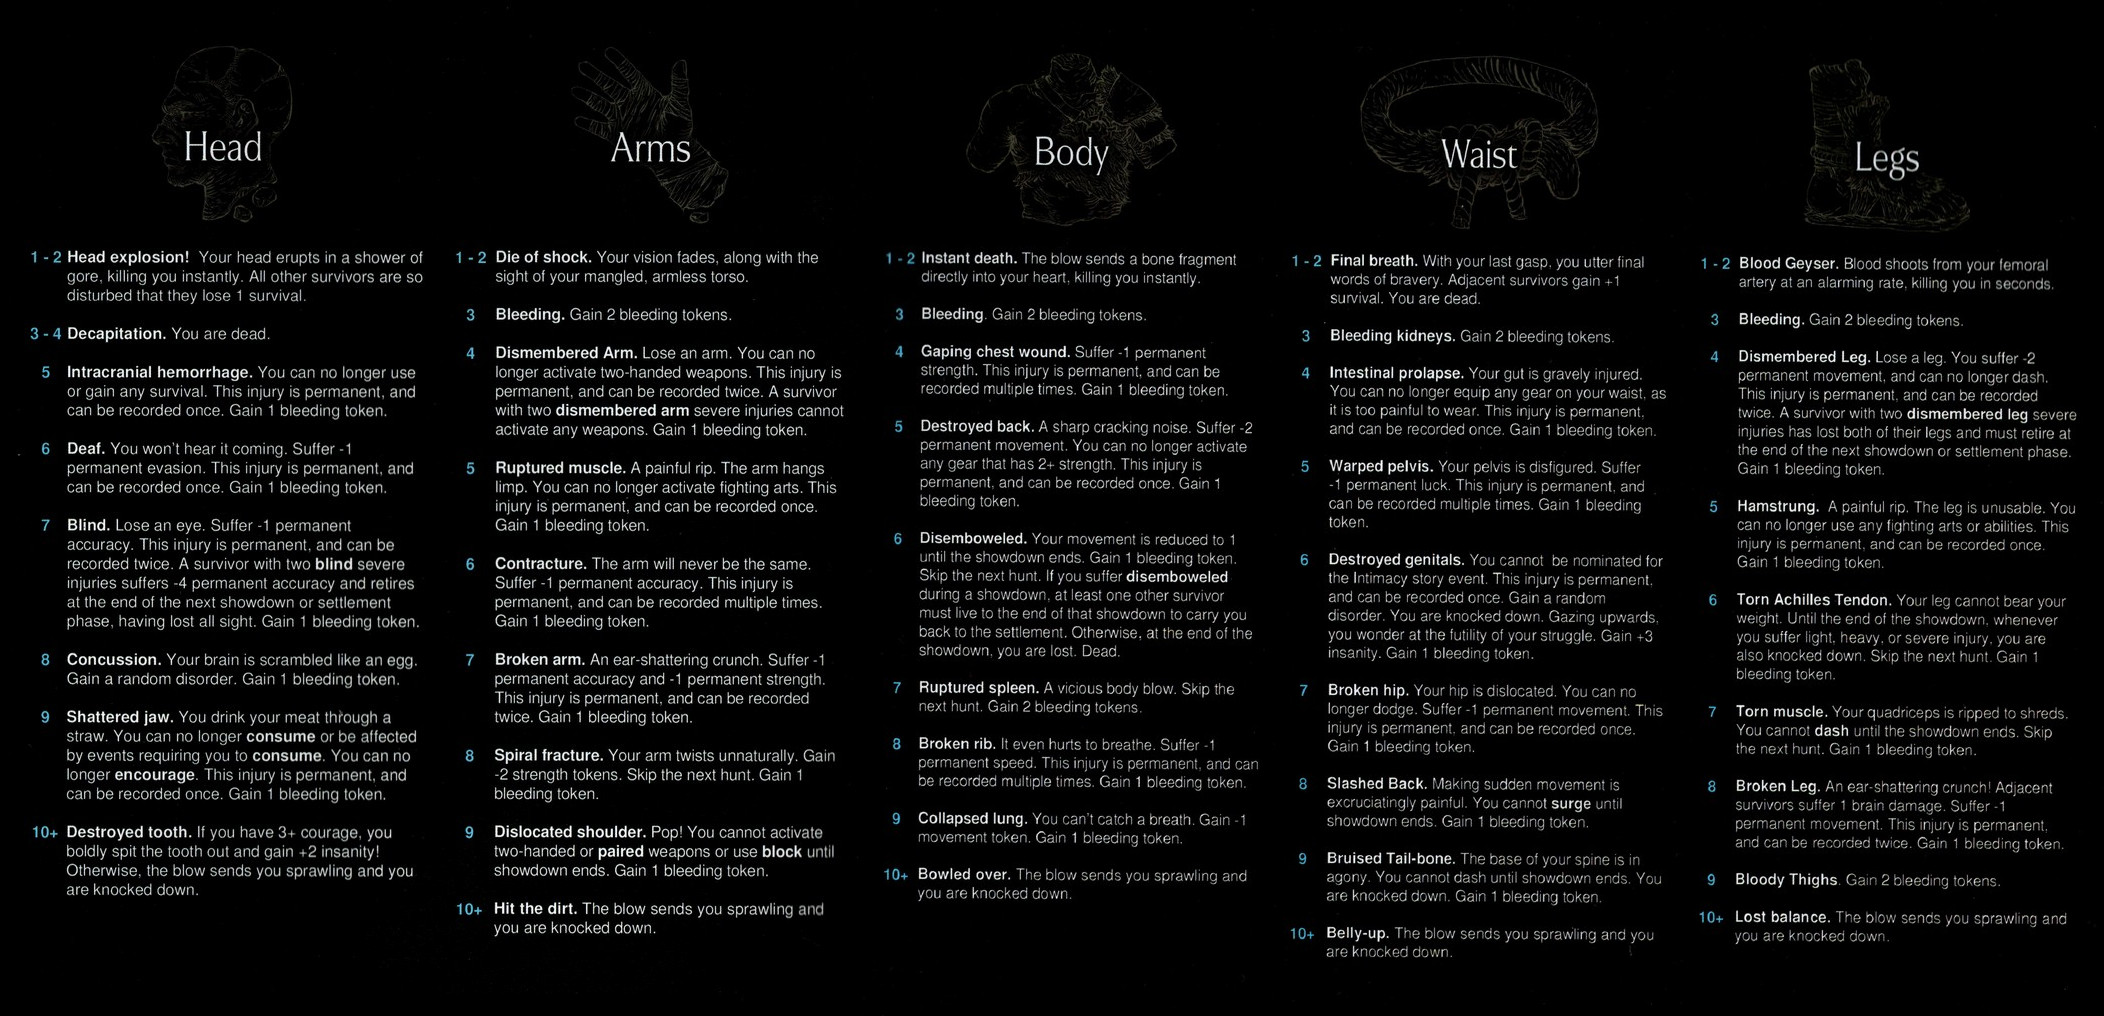 Head
1 - 2 Head explosion! Your head erupts in a shower of
gore, killing you instantly. All other survivors are so
disturbed that they lose 1 survival.
3 - 4 Decapitation. You are dead.
5 Intracranial hemorrhage. You can no longer use
or gain any survival. This injury is permanent, and
can be recorded once. Gain 1 bleeding token.
6 Deaf. You won't hear it coming. Suffer -1
permanent evasion. This injury is permanent, and
can be recorded once. Gain 1 bleeding token.
7 Blind. Lose an eye. Suffer -1 permanent
accuracy. This injury is permanent, and can be
recorded twice. A survivor with two blind severe
injuries suffers -4 permanent accuracy and retires
at the end of the next showdown or settlement
phase, having lost all sight. Gain 1 bleeding token.
8 Concussion. Your brain is scrambled like an egg.
Gain a random disorder. Gain 1 bleeding token.
9 Shattered jaw. You drink your meat through a
straw. You can no longer consume or be affected
by events requiring you to consume. You can no
longer encourage. This injury is permanent, and
can be recorded once. Gain 1 bleeding token.
10+ Destroyed tooth. If you have 3+ courage, you
boldly spit the tooth out and gain +2 insanity!
Otherwise, the blow sends you sprawling and you
are knocked down.
Arms
1 - 2 Die of shock. Your vision fades, along with the
sight of your mangled, armless torso.
3 Bleeding. Gain 2 bleeding tokens.
4 Dismembered Arm. Lose an arm. You can no
longer activate two-handed weapons. This injury is
permanent, and can be recorded twice. A survivor
with two dismembered arm severe injuries cannot
activate any weapons. Gain 1 bleeding token.
5 Ruptured muscle. A painful rip. The arm hangs
limp. You can no longer activate fighting arts. This
injury is permanent, and can be recorded once.
Gain 1 bleeding token.
6 Contracture. The arm will never be the same.
Suffer -1 permanent accuracy. This injury is
permanent, and can be recorded multiple times.
Gain 1 bleeding token.
7 Broken arm. An ear-shattering crunch. Suffer -1
permanent accuracy and -1 permanent strength.
This injury is permanent, and can be recorded
twice. Gain 1 bleeding token.
8 Spiral fracture. Your arm twists unnaturally. Gain
-2 strength tokens. Skip the next hunt. Gain 1
bleeding token.
9 Dislocated shoulder. Pop! You cannot activate
two-handed or paired weapons or use block until
showdown ends. Gain 1 bleeding token.
10+ Hit the dirt. The blow sends you sprawling and
you are knocked down.
Body
1 - 2 Instant death. The blow sends a bone fragment
directly into your heart, killing you instantly.
3 Bleeding. Gain 2 bleeding tokens.
4 Gaping chest wound. Suffer -1 permanent
strength. This injury is permanent, and can be
recorded multiple times. Gain 1 bleeding token.
5 Destroyed back. A sharp cracking noise. Suffer -2
permanent movement. You can no longer activate
any gear that has 2+ strength. This injury is
permanent, and can be recorded once. Gain 1
bleeding token.
6 Disemboweled. Your movement is reduced to 1
until the showdown ends. Gain 1 bleeding token.
Skip the next hunt. If you suffer disemboweled
during a showdown, at least one other survivor
must live to the end of that showdown to carry you
back to the settlement. Otherwise, at the end of the
showdown, you are lost. Dead.
7 Ruptured spleen. A vicious body blow. Skip the
next hunt. Gain 2 bleeding tokens.
8 Broken rib. It even hurts to breathe. Suffer -1
permanent speed. This injury is permanent, and can
be recorded multiple times. Gain 1 bleeding token.
9 Collapsed lung. You can't catch a breath. Gain -1
movement token. Gain 1 bleeding token.
10+ Bowled over. The blow sends you sprawling and
you are knocked down.
Waist
1 - 2 Final breath. With your last gasp, you utter final
words of bravery. Adjacent survivors gain +1
survival. You are dead.
3 Bleeding kidneys. Gain 2 bleeding tokens.
4 Intestinal prolapse. Your gut is gravely injured.
You can no longer equip any gear on your waist, as
it is too painful to wear. This injury is permanent,
and can be recorded once. Gain 1 bleeding token.
5 Warped pelvis. Your pelvis is disfigured. Suffer
-1 permanent luck. This injury is permanent, and
can be recorded multiple times. Gain 1 bleeding
token.
6 Destroyed genitals. You cannot be nominated for
the Intimacy story event. This injury is permanent,
and can be recorded once. Gain a random
disorder. You are knocked down. Gazing upwards,
you wonder at the futility of your struggle. Gain +3
insanity. Gain 1 bleeding token.
7 Broken hip. Your hip is dislocated. You can no
longer dodge. Suffer -1 permanent movement. This
injury is permanent, and can be recorded once.
Gain 1 bleeding token.
8 Slashed Back. Making sudden movement is
excruciatingly painful. You cannot surge until
showdown ends. Gain 1 bleeding token.
9 Bruised Tail-bone. The base of your spine is in
agony. You cannot dash until showdown ends. You
are knocked down. Gain 1 bleeding token.
10+ Belly-up. The blow sends you sprawling and you
are knocked down.
Legs
1 - 2 Blood Geyser. Blood shoots from your femoral
artery at an alarming rate, killing you in seconds.
3 Bleeding. Gain 2 bleeding tokens.
4 Dismembered Leg. Lose a leg. You suffer -2
permanent movement, and can no longer dash.
This injury is permanent, and can be recorded
twice. A survivor with two dismembered leg severe
injuries has lost both of their legs and must retire at
the end of the next showdown or settlement phase.
Gain 1 bleeding token.
5 Hamstrung. A painful rip. The leg is unusable. You
can no longer use any fighting arts or abilities. This
injury is permanent, and can be recorded once.
Gain 1 bleeding token.
6 Torn Achilles Tendon. Your leg cannot bear your
weight. Until the end of the showdown, whenever
you suffer light, heavy, or severe injury, you are
also knocked down. Skip the next hunt. Gain 1
bleeding token.
7 Torn muscle. Your quadriceps is ripped to shreds.
You cannot dash until the showdown ends. Skip
the next hunt. Gain 1 bleeding token.
8 Broken Leg. An ear-shattering crunch! Adjacent
survivors suffer 1 brain damage. Suffer -1
permanent movement. This injury is permanent,
and can be recorded twice. Gain 1 bleeding token.
9 Bloody Thighs. Gain 2 bleeding tokens.
10+ Lost balance. The blow sends you sprawling and
you are knocked down.